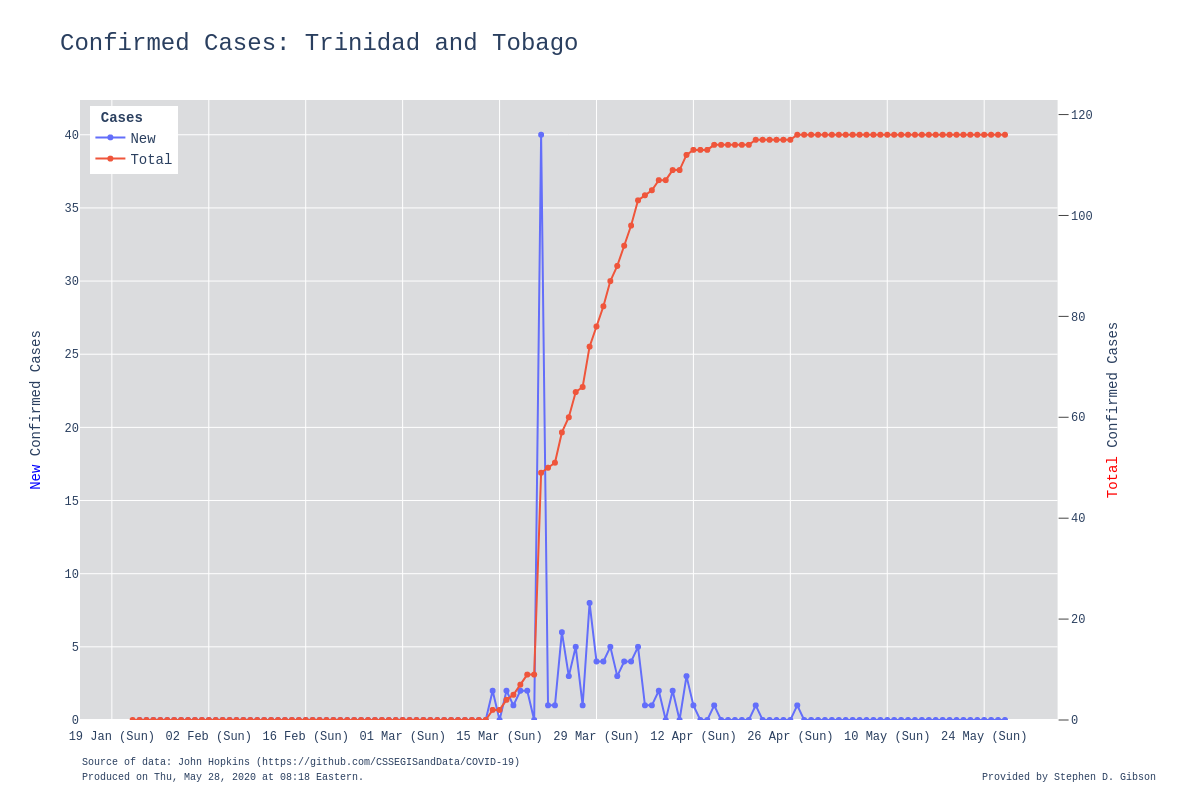 Confirmed Cases: Trinidad and Tobago
Cases
New
Total
40
35
30
25
20
15
10
5
0
New Confirmed Cases
120
100
80
60
40
20
0
Total Confirmed Cases
19 Jan (Sun) 02 Feb (Sun) 16 Feb (Sun) 01 Mar (Sun) 15 Mar (Sun) 29 Mar (Sun) 12 Apr (Sun) 26 Apr (Sun) 10 May (Sun) 24 May (Sun)
Source of data: John Hopkins (https://github.com/CSSEGISandData/COVID-19)
Produced on Thu, May 28, 2020 at 08:18 Eastern.
Provided by Stephen D. Gibson